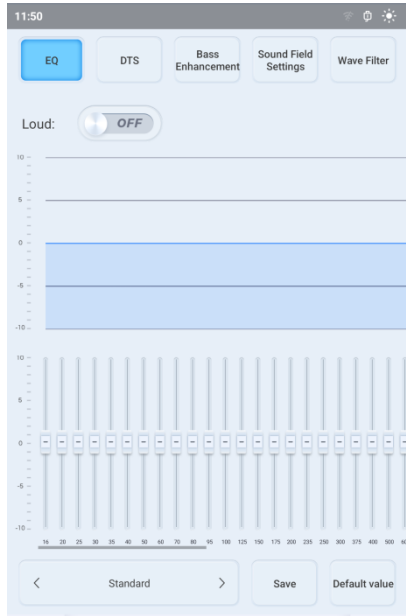 11:50
EQ
DTS
Bass
Enhancement
Sound Field
Settings
Wave Filter
Loud:
OFF
10
5
0
-5
-10
10
5
0
-5
-10
16 20 25 30 35 40 50 60 70 80 95 100 125 150 175 200 235 250 300 375 400 500
Standard
Save
Default value